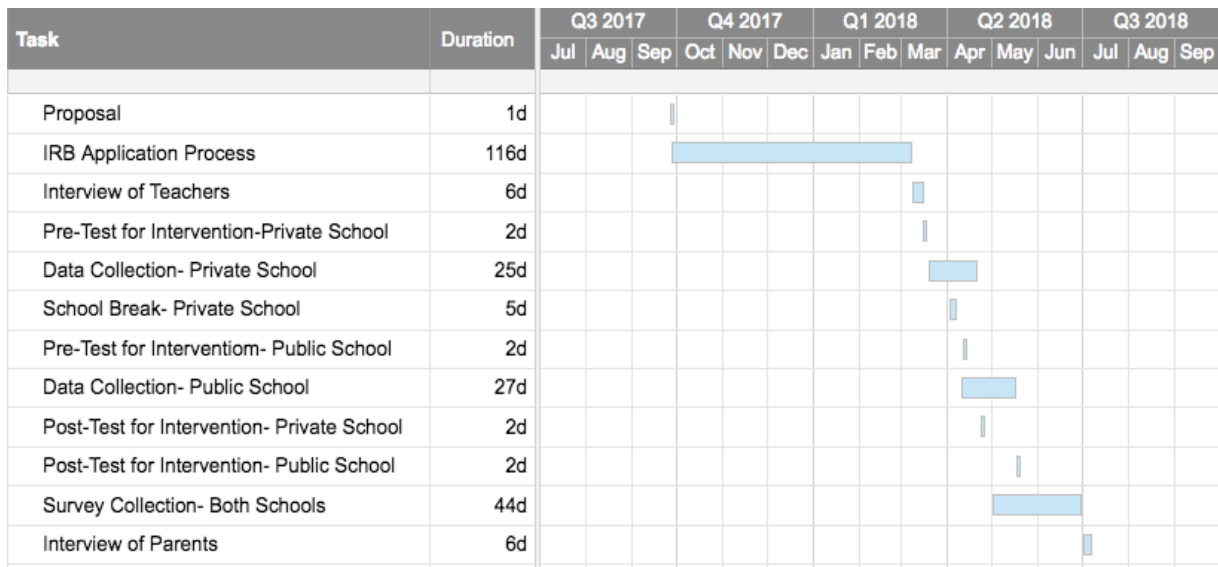 Task Duration Q3 2017 Q4 2017 Q1 2018 Q2 2018 Q3 2018
Jul Aug Sep Oct Nov Dec Jan Feb Mar Apr May Jun Jul Aug Sep
Proposal 1d
IRB Application Process 116d
Interview of Teachers 6d
Pre-Test for Intervention-Private School 2d
Data Collection- Private School 25d
School Break- Private School 5d
Pre-Test for Interventiom- Public School 2d
Data Collection- Public School 27d
Post-Test for Intervention- Private School 2d
Post-Test for Intervention- Public School 2d
Survey Collection- Both Schools 44d
Interview of Parents 6d